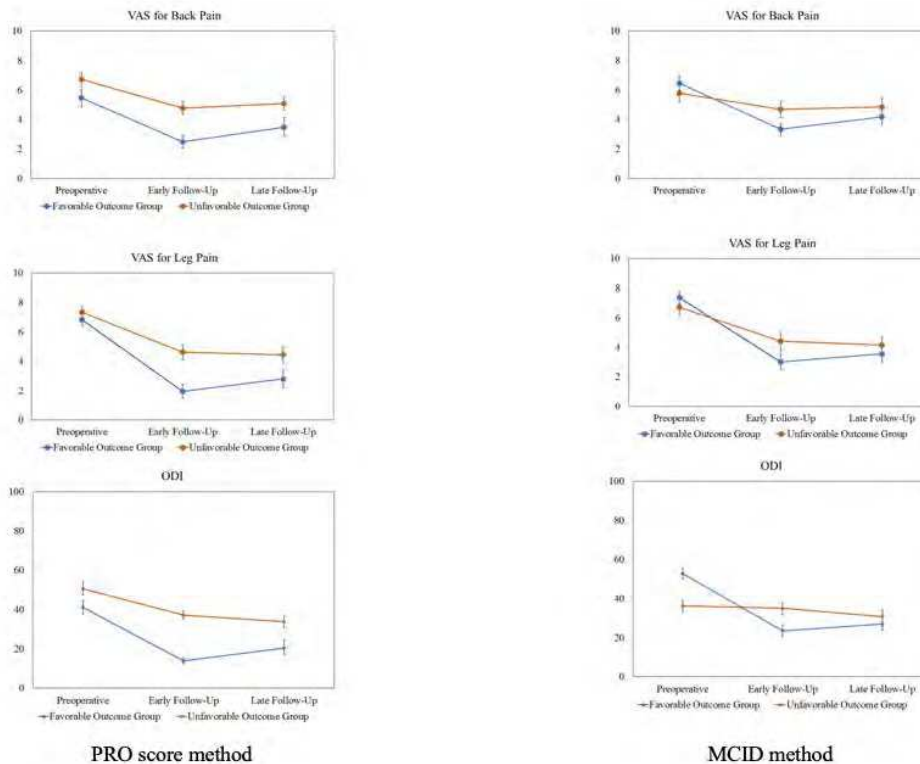 VAS for Back Pain
10
8
6
4
2
0
Preoperative Early Follow-Up Late Follow-Up
Favorable Outcome Group Unfavorable Outcome Group
VAS for Leg Pain
10
8
6
4
2
0
Preoperative Early Follow-Up Late Follow-Up
Favorable Outcome Group Unfavorable Outcome Group
ODI
100
80
60
40
20
0
Preoperative Early Follow-Up Late Follow-Up
Favorable Outcome Group Unfavorable Outcome Group
PRO score method
VAS for Back Pain
10
8
6
4
2
0
Preoperative Early Follow-Up Late Follow-Up
Favorable Outcome Group Unfavorable Outcome Group
VAS for Leg Pain
10
8
6
4
2
0
Preoperative Early Follow-Up Late Follow-Up
Favorable Outcome Group Unfavorable Outcome Group
ODI
100
80
60
40
20
0
Preoperative Early Follow-Up Late Follow-Up
Favorable Outcome Group Unfavorable Outcome Group
MCID method